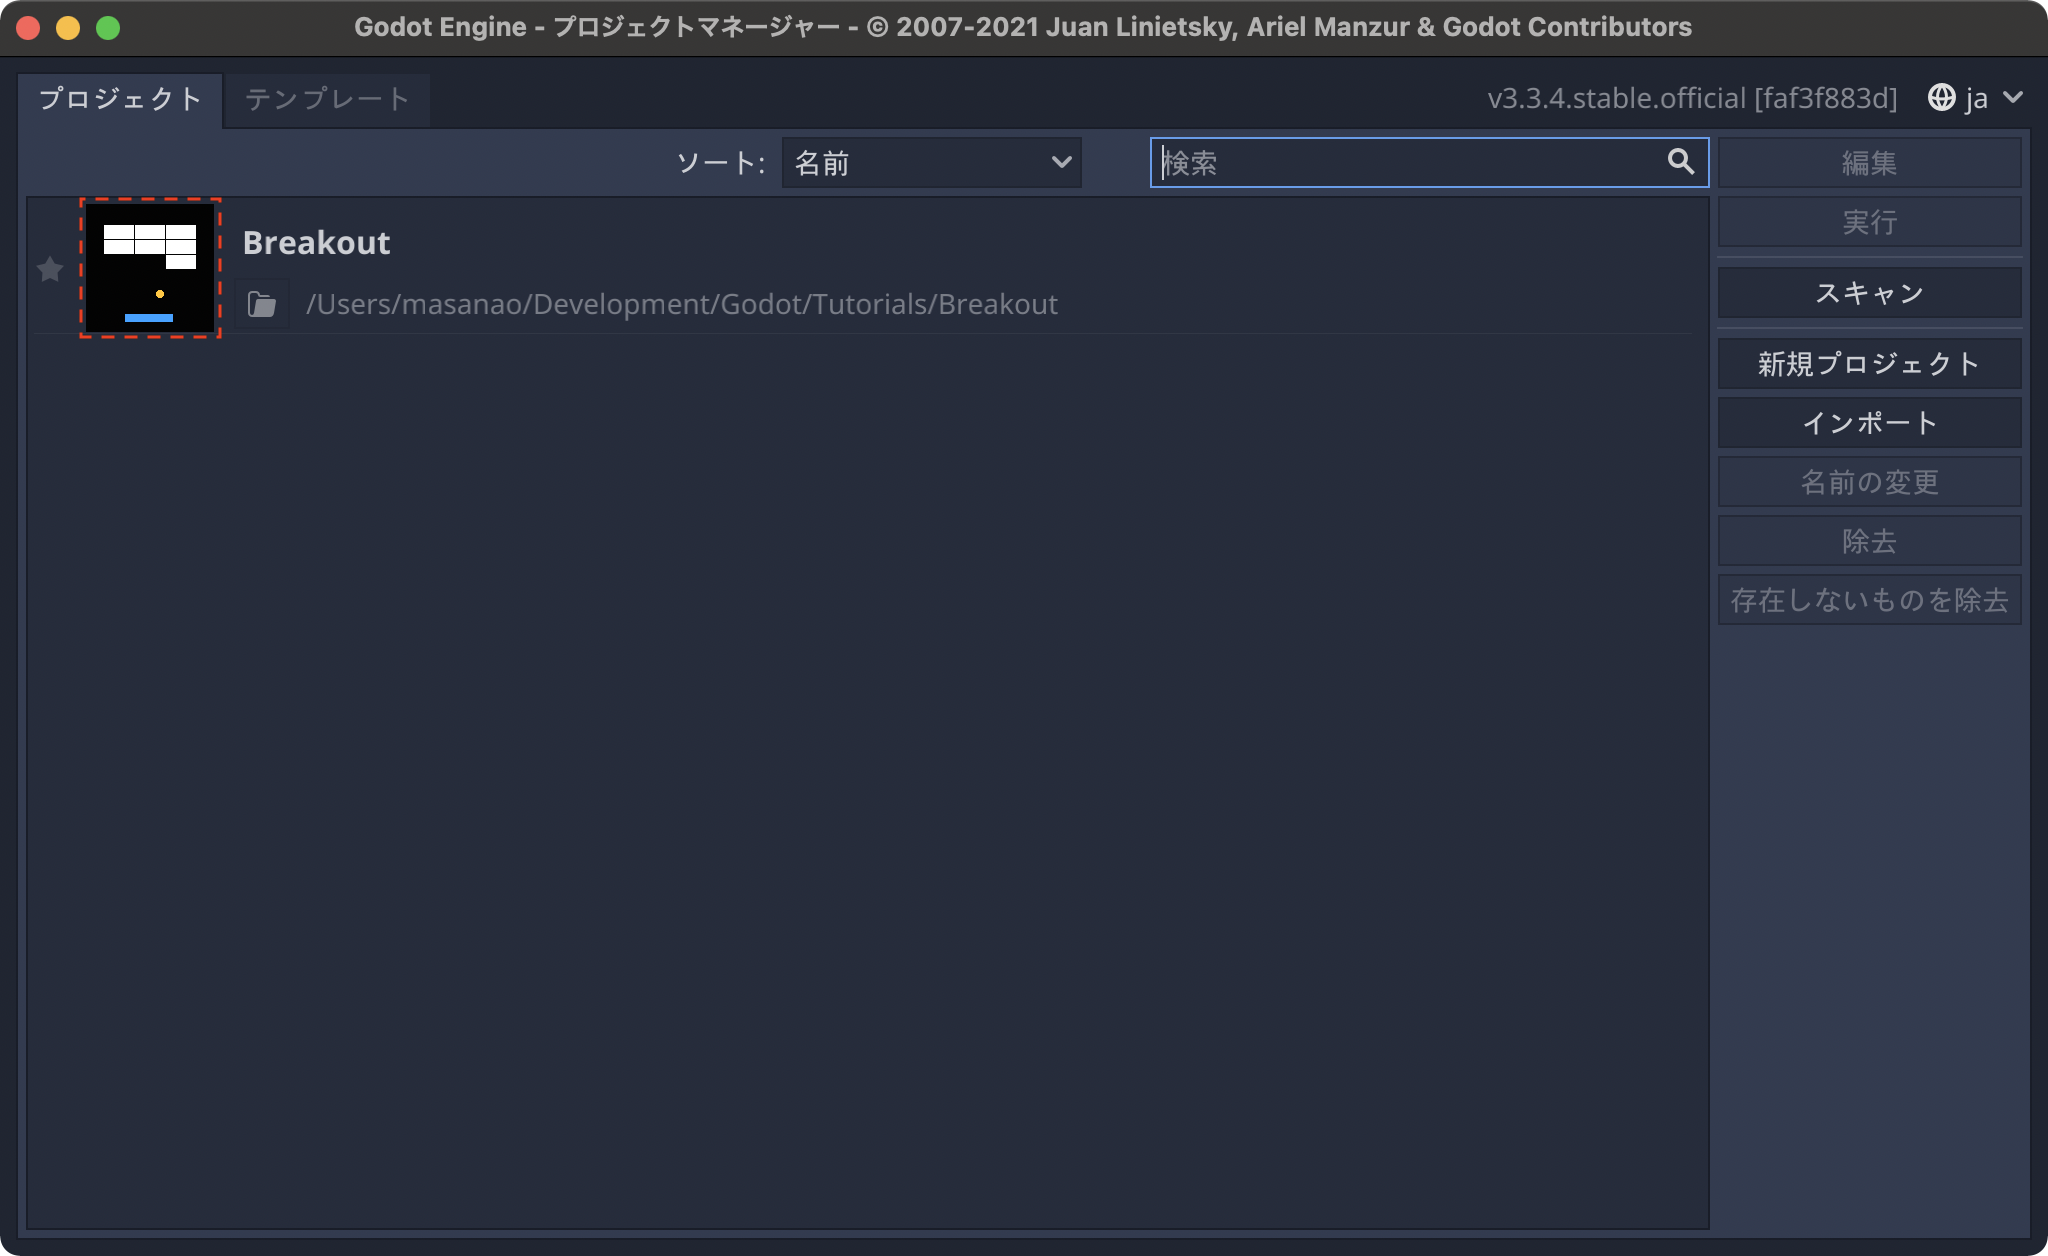 Godot Engine - プロジェクトマネージャー - © 2007-2021 Juan Linietsky, Ariel Manzur & Godot Contributors
プロジェクト テンプレート v3.3.4.stable.official [faf3f883d] ja
ソート: 名前 検索 編集
実行
Breakout
/Users/masanao/Development/Godot/Tutorials/Breakout
スキャン
新規プロジェクト
インポート
名前の変更
除去
存在しないものを除去